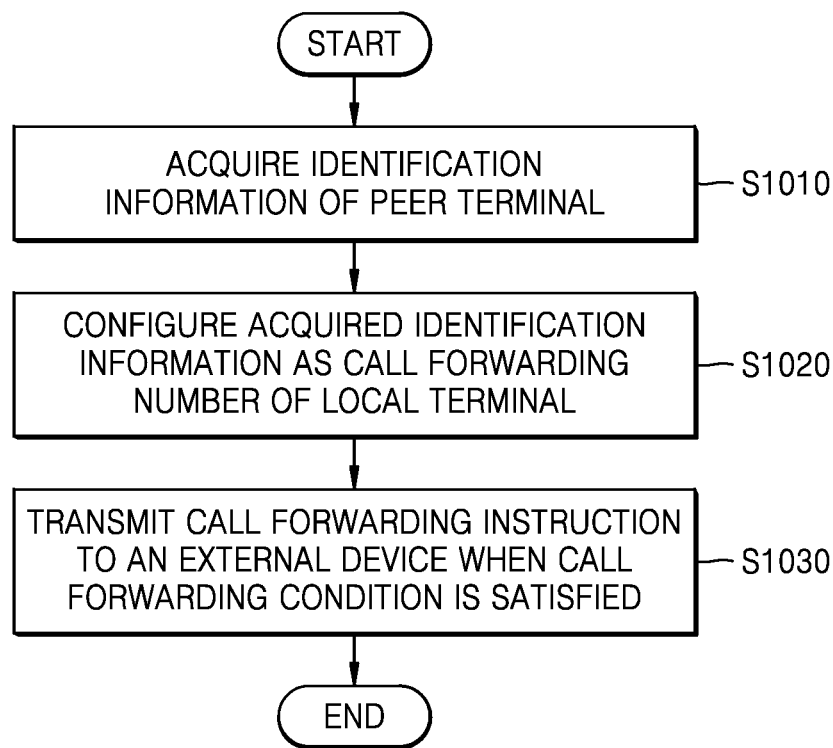 START
ACQUIRE IDENTIFICATION
INFORMATION OF PEER TERMINAL
S1010
CONFIGURE ACQUIRED IDENTIFICATION
INFORMATION AS CALL FORWARDING
NUMBER OF LOCAL TERMINAL
S1020
TRANSMIT CALL FORWARDING INSTRUCTION
TO AN EXTERNAL DEVICE WHEN CALL
FORWARDING CONDITION IS SATISFIED
S1030
END